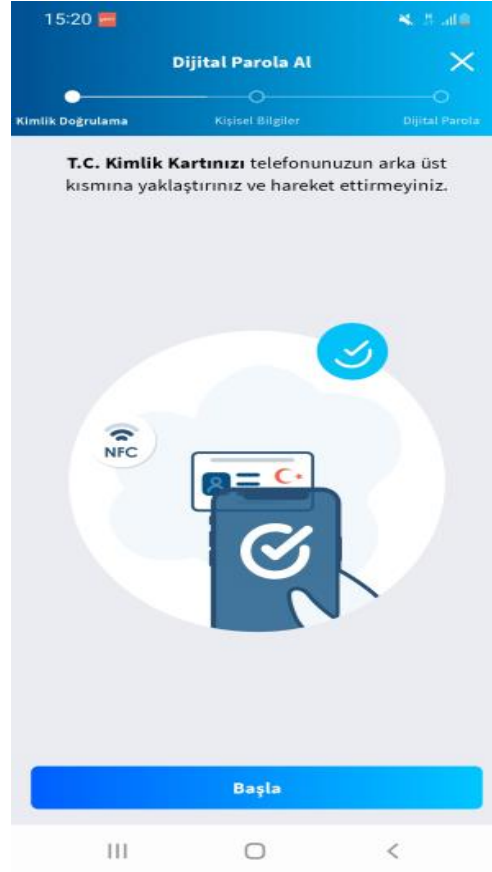 15:20
Dijital Parola Al
Kimlik Doğrulama
Kişisel Bilgiler
Dijital Parola
T.C. Kimlik Kartınızı telefonunuzun arka üst
kısmına yaklaştırınız ve hareket ettirmeyiniz.
NFC
Başla